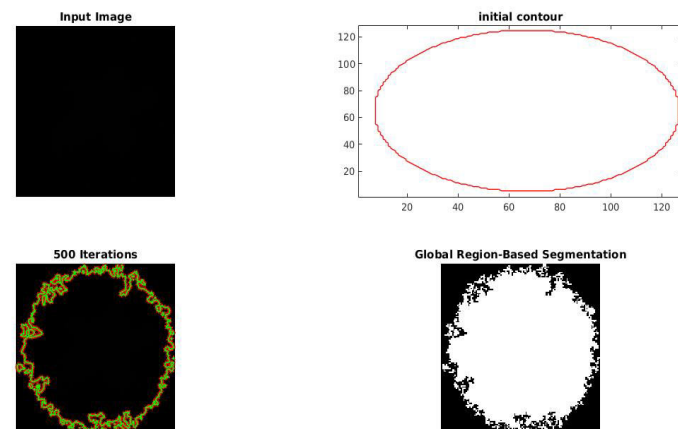 Input Image
initial contour
120
100
80
60
40
20
20 40 60 80 100 120
500 Iterations
Global Region-Based Segmentation